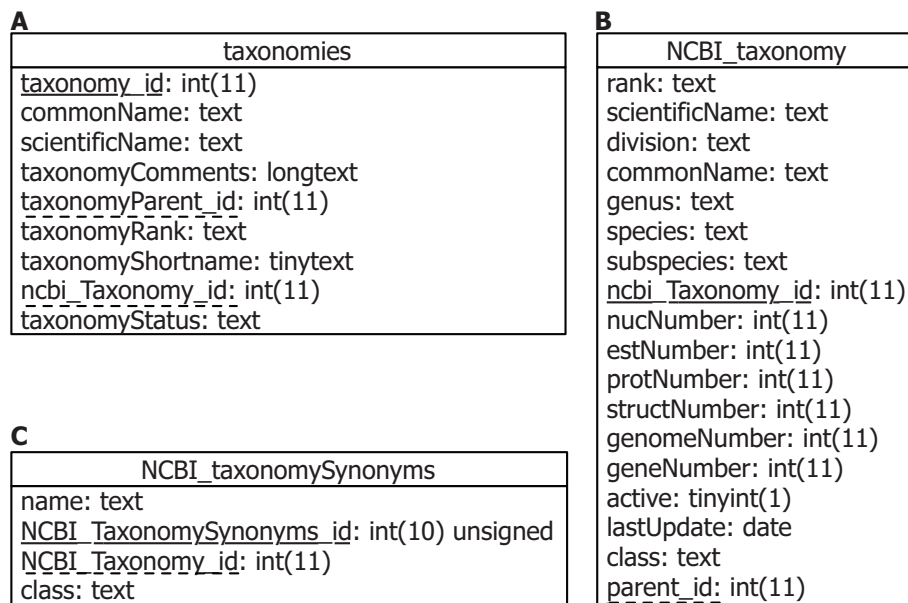 A
taxonomies
taxonomy_id: int(11)
commonName: text
scientificName: text
taxonomyComments: longtext
taxonomyParent_id: int(11)
taxonomyRank: text
taxonomyShortname: tinytext
ncbi_Taxonomy_id: int(11)
taxonomyStatus: text
B
NCBI_taxonomy
rank: text
scientificName: text
division: text
commonName: text
genus: text
species: text
subspecies: text
ncbi_Taxonomy_id: int(11)
nucNumber: int(11)
estNumber: int(11)
protNumber: int(11)
structNumber: int(11)
genomeNumber: int(11)
geneNumber: int(11)
active: tinyint(1)
lastUpdate: date
class: text
parent_id: int(11)
C
NCBI_taxonomySynonyms
name: text
NCBI_TaxonomySynonyms_id: int(10) unsigned
NCBI_Taxonomy_id: int(11)
class: text